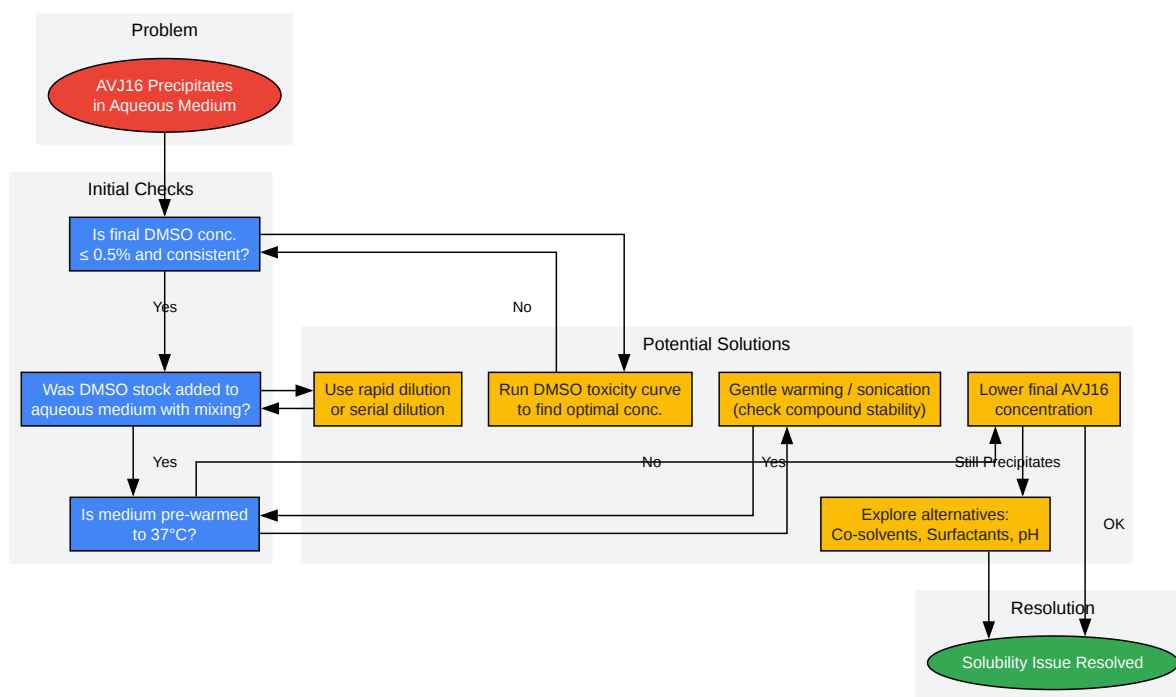 Problem
AVJ16 Precipitates
in Aqueous Medium
Initial Checks
Is final DMSO conc.
≤ 0.5% and consistent?
Yes
No
Potential Solutions
Was DMSO stock added to
aqueous medium with mixing?
Use rapid dilution
or serial dilution
Run DMSO toxicity curve
to find optimal conc.
Gentle warming / sonication
(check compound stability)
Lower final AVJ16
concentration
Yes
No
Yes
Still Precipitates
Is medium pre-warmed
to 37°C?
Explore alternatives:
Co-solvents, Surfactants, pH
OK
Resolution
Solubility Issue Resolved